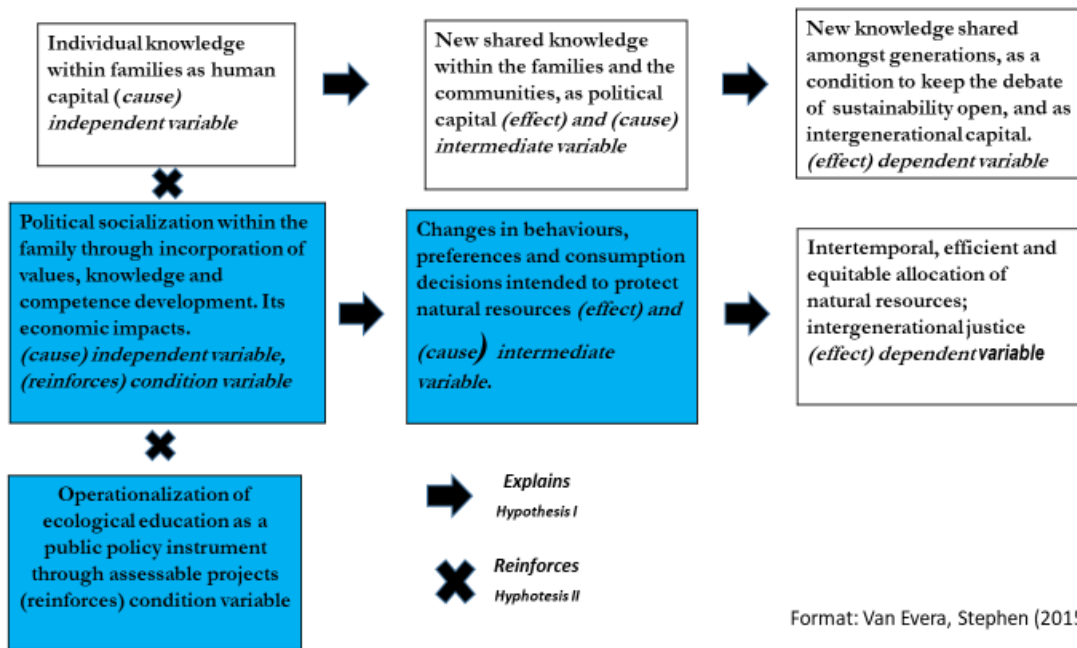 Individual knowledge
within families as human
capital (cause)
independent variable
New shared knowledge
within the families and the
communities, as political
capital (effect) and (cause)
intermediate variable
New knowledge shared
amongst generations, as a
condition to keep the debate
of sustainability open, and as
intergenerational capital.
(effect) dependent variable
Political socialization within the
family through incorporation of
values, knowledge and
competence development. Its
economic impacts.
(cause) independent variable,
(reinforces) condition variable
Changes in behaviours,
preferences and consumption
decisions intended to protect
natural resources (effect) and
(cause) intermediate
variable.
Intertemporal, efficient and
equitable allocation of
natural resources;
intergenerational justice
(effect) dependent variable
Operationalization of
ecological education as a
public policy instrument
through assessable projects
(reinforces) condition variable
Explains
Hypothesis I
Reinforces
Hyphotesis II
Format: Van Evera, Stephen (2015